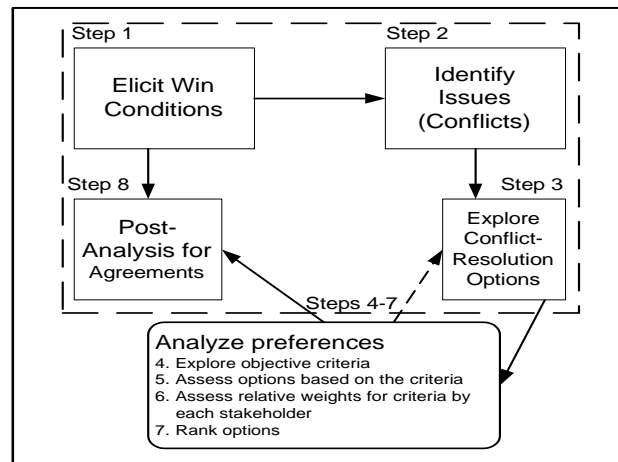 Step 1
Step 2
Elicit Win
Conditions
Identify
Issues
(Conflicts)
Step 8
Step 3
Post-
Analysis for
Agreements
Explore
Conflict-
Resolution
Options
Steps 4-7
Analyze preferences
4. Explore objective criteria
5. Assess options based on the criteria
6. Assess relative weights for criteria by
each stakeholder
7. Rank options